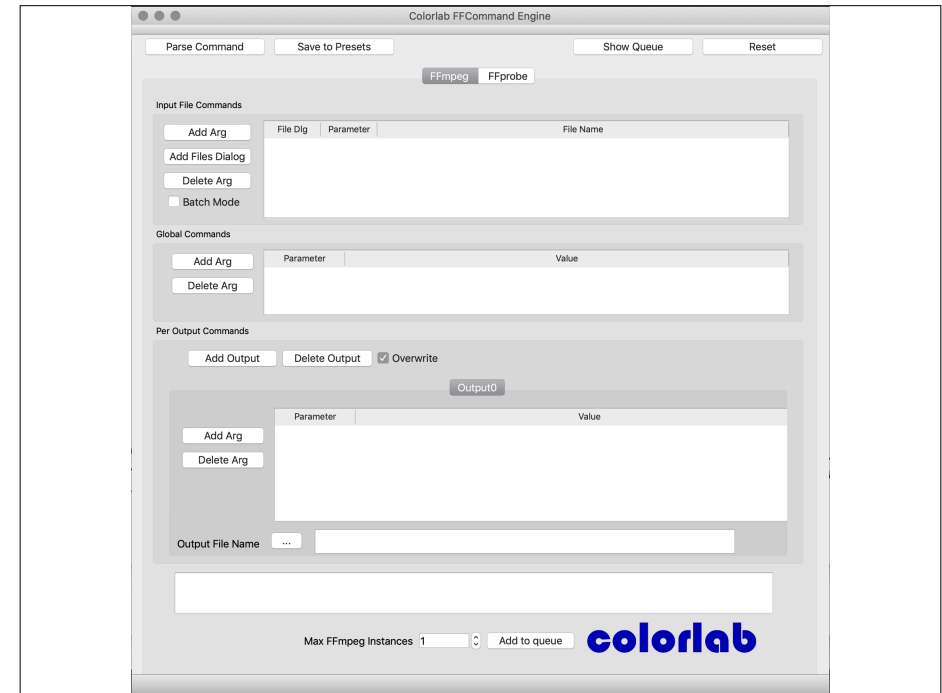 Colorlab FFCommand Engine
Parse Command Save to Presets Show Queue Reset
FFmpeg FFprobe
Input File Commands
Add Arg File Dlg Parameter File Name
Add Files Dialog
Delete Arg
Batch Mode
Global Commands
Add Arg Parameter Value
Delete Arg
Per Output Commands
Add Output Delete Output Overwrite
Output0
Parameter Value
Add Arg
Delete Arg
Output File Name ...
Max FFmpeg Instances 1 Add to queue colorlab